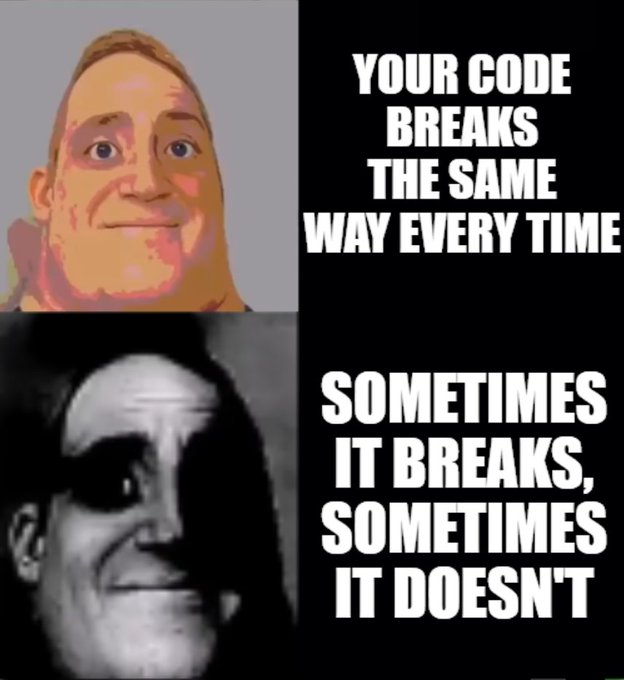 YOUR CODE
BREAKS
THE SAME
WAY EVERY TIME
SOMETIMES
IT BREAKS,
SOMETIMES
IT DOESN'T